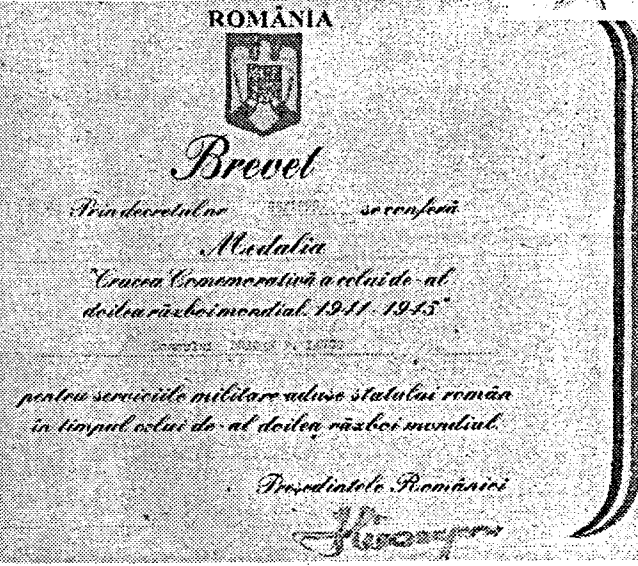 ROMÂNIA
Brevet
Prin decretul nr se conferă
Medalia
"Crucea Comemorativă a celui de-al
doilea război mondial, 1941-1945"
pentru serviciile militare aduse statului român
în timpul celui de-al doilea război mondial.
Președintele României